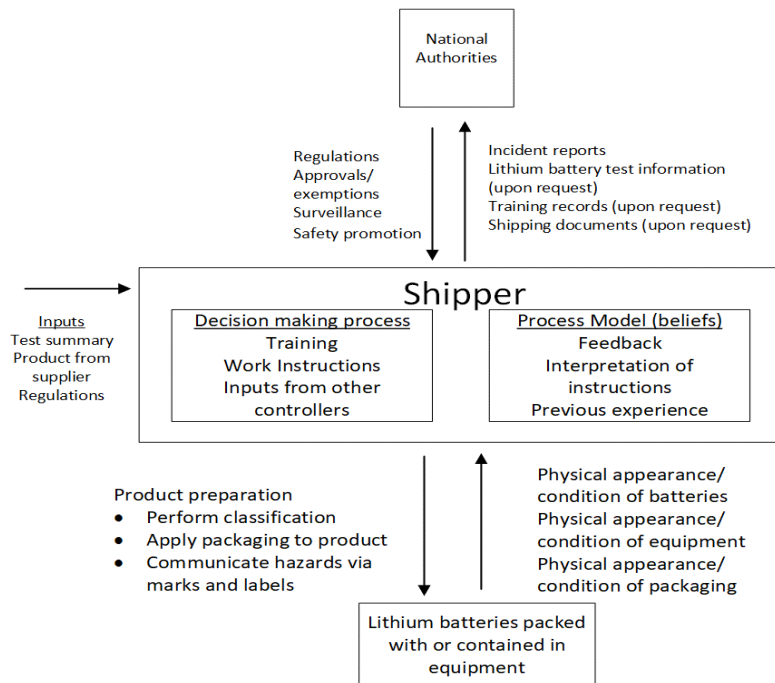 National
Authorities
Regulations
Approvals/
exemptions
Surveillance
Safety promotion
Incident reports
Lithium battery test information
(upon request)
Training records (upon request)
Shipping documents (upon request)
Shipper
Inputs
Test summary
Product from
supplier
Regulations
Decision making process
Training
Work Instructions
Inputs from other
controllers
Process Model (beliefs)
Feedback
Interpretation of
instructions
Previous experience
Product preparation
● Perform classification
● Apply packaging to product
● Communicate hazards via
marks and labels
Physical appearance/
condition of batteries
Physical appearance/
condition of equipment
Physical appearance/
condition of packaging
Lithium batteries packed
with or contained in
equipment